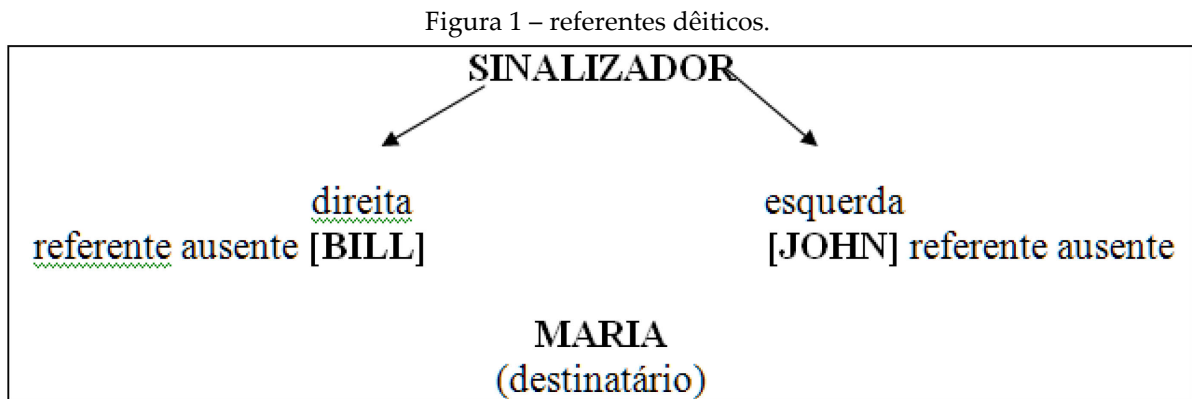 Figura 1 – referentes dêiticos.
SINALIZADOR
direita esquerda
referente ausente [BILL] [JOHN] referente ausente
MARIA
(destinatário)